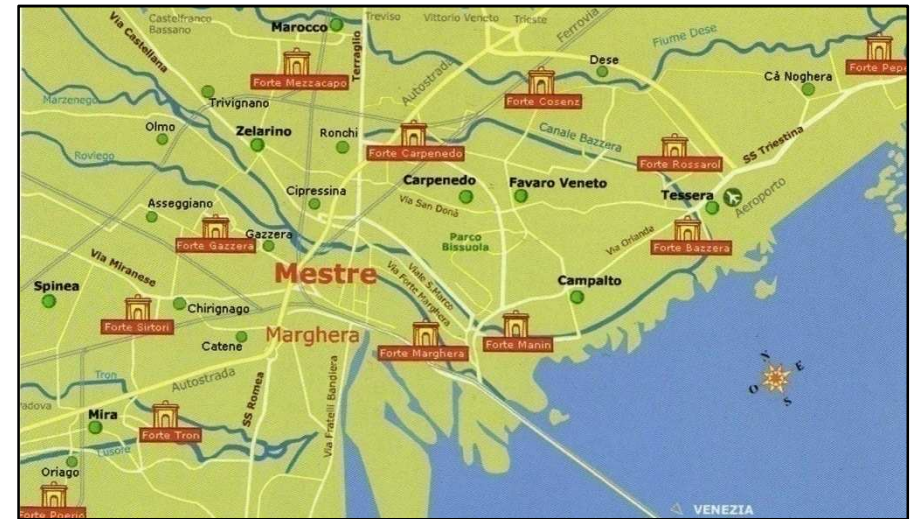 Castelfranco
Bassano
Marocco
Treviso
Vittorio Veneto
Trieste
Ferrovia
Fiume Dese
Via Castellana
Terraglio
Forte Mezzacapo
Autostrada
Dese
Forte Cosenz
Cà Noghera
Forte Pepe
Marzenego
Trivignano
Olmo
Zelarino
Ronchi
Forte Carpenedo
Canale Bazzera
Forte Rossarol
SS Triestina
Roviego
Cipressina
Carpenedo
Favaro Veneto
Tessera
Aeroporto
Via San Donà
Asseggiano
Forte Gazzera
Gazzera
Parco
Bissuola
Via Orlanda
Forte Bazzera
Via Miranese
Mestre
Viale S.Marco
Via Forte Marghera
Campalto
Spinea
Chirignago
Forte Sirtori
Marghera
Forte Marghera
Forte Manin
Catene
Tron
Autostrada
Padova
SS Romea
Via Fratelli Bandiera
N
E
O
S
Mira
Forte Tron
Lusore
Oriago
Forte Poerio
VENEZIA